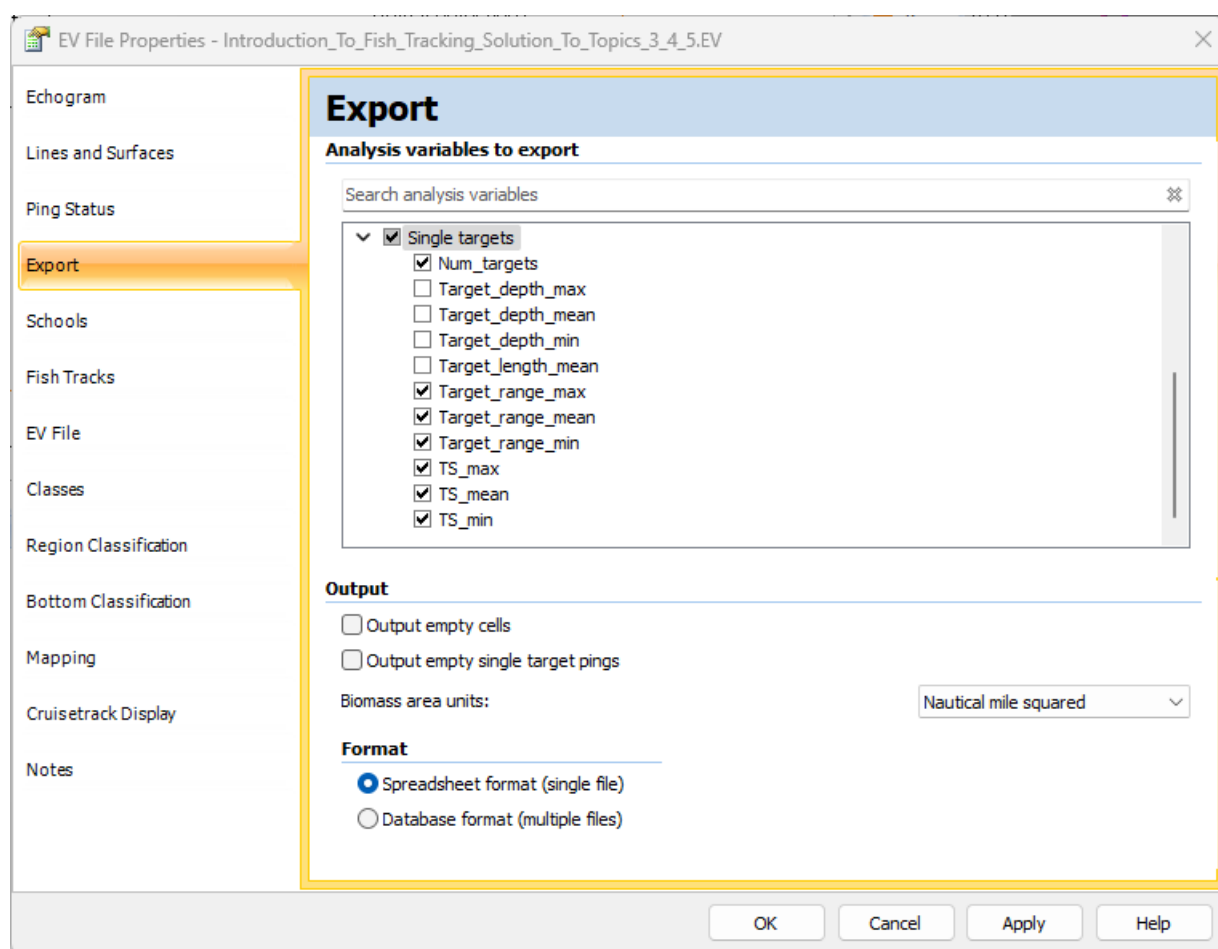 EV File Properties - Introduction_To_Fish_Tracking_Solution_To_Topics_3_4_5.EV
Echogram
Lines and Surfaces
Ping Status
Export
Schools
Fish Tracks
EV File
Classes
Region Classification
Bottom Classification
Mapping
Cruisetrack Display
Notes
Export
Analysis variables to export
Search analysis variables
Single targets
Num_targets
Target_depth_max
Target_depth_mean
Target_depth_min
Target_length_mean
Target_range_max
Target_range_mean
Target_range_min
TS_max
TS_mean
TS_min
Output
Output empty cells
Output empty single target pings
Biomass area units: Nautical mile squared
Format
Spreadsheet format (single file)
Database format (multiple files)
OK Cancel Apply Help